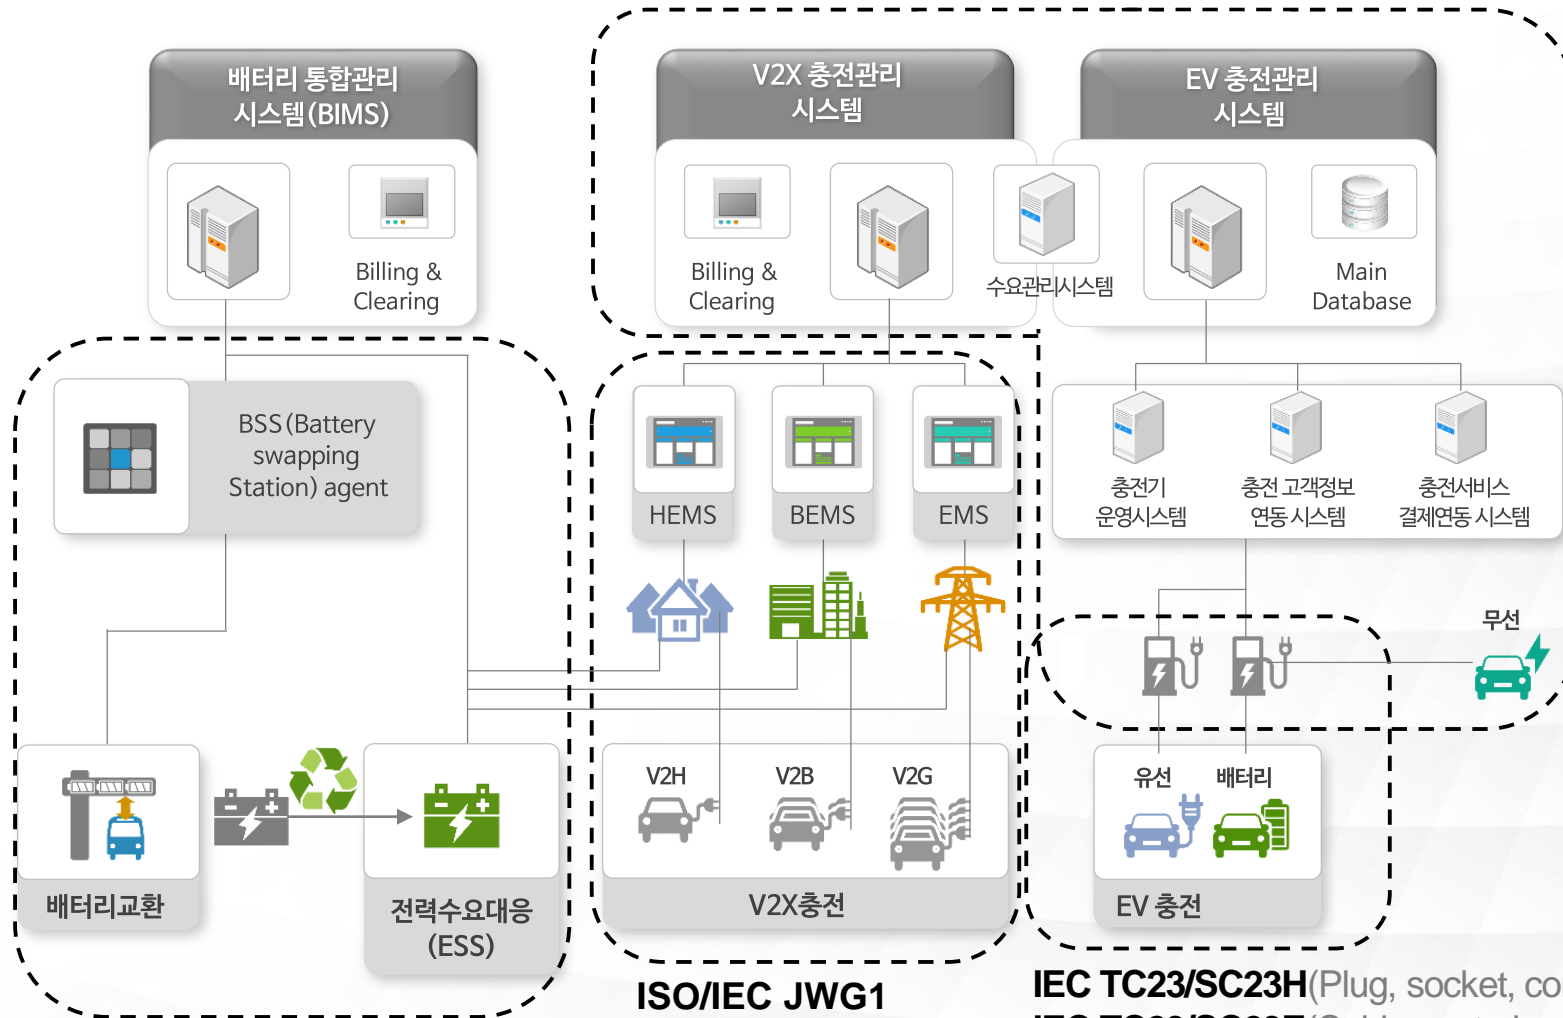 배터리 통합관리
시스템(BIMS)
V2X 충전관리
시스템
EV 충전관리
시스템
Billing &
Clearing
Billing &
Clearing
수요관리시스템
Main
Database
BSS(Battery
swapping
Station) agent
HEMS
BEMS
EMS
충전기
운영시스템
충전 고객정보
연동 시스템
충전서비스
결제연동 시스템
무선
V2H
V2B
V2G
유선
배터리
배터리교환
전력수요대응
(ESS)
V2X충전
EV 충전
ISO/IEC JWG1
IEC TC23/SC23H(Plug, socket, co